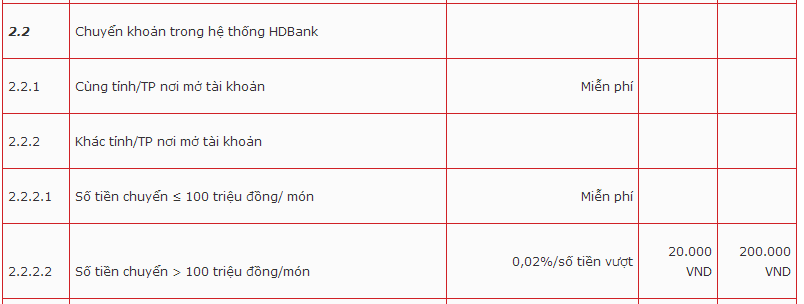 2.2 Chuyển khoản trong hệ thống HDBank
2.2.1 Cùng tỉnh/TP nơi mở tài khoản Miễn phí
2.2.2 Khác tỉnh/TP nơi mở tài khoản
2.2.2.1 Số tiền chuyển ≤ 100 triệu đồng/ món Miễn phí
2.2.2.2 Số tiền chuyển > 100 triệu đồng/món 0,02%/số tiền vượt 20.000 VND 200.000 VND